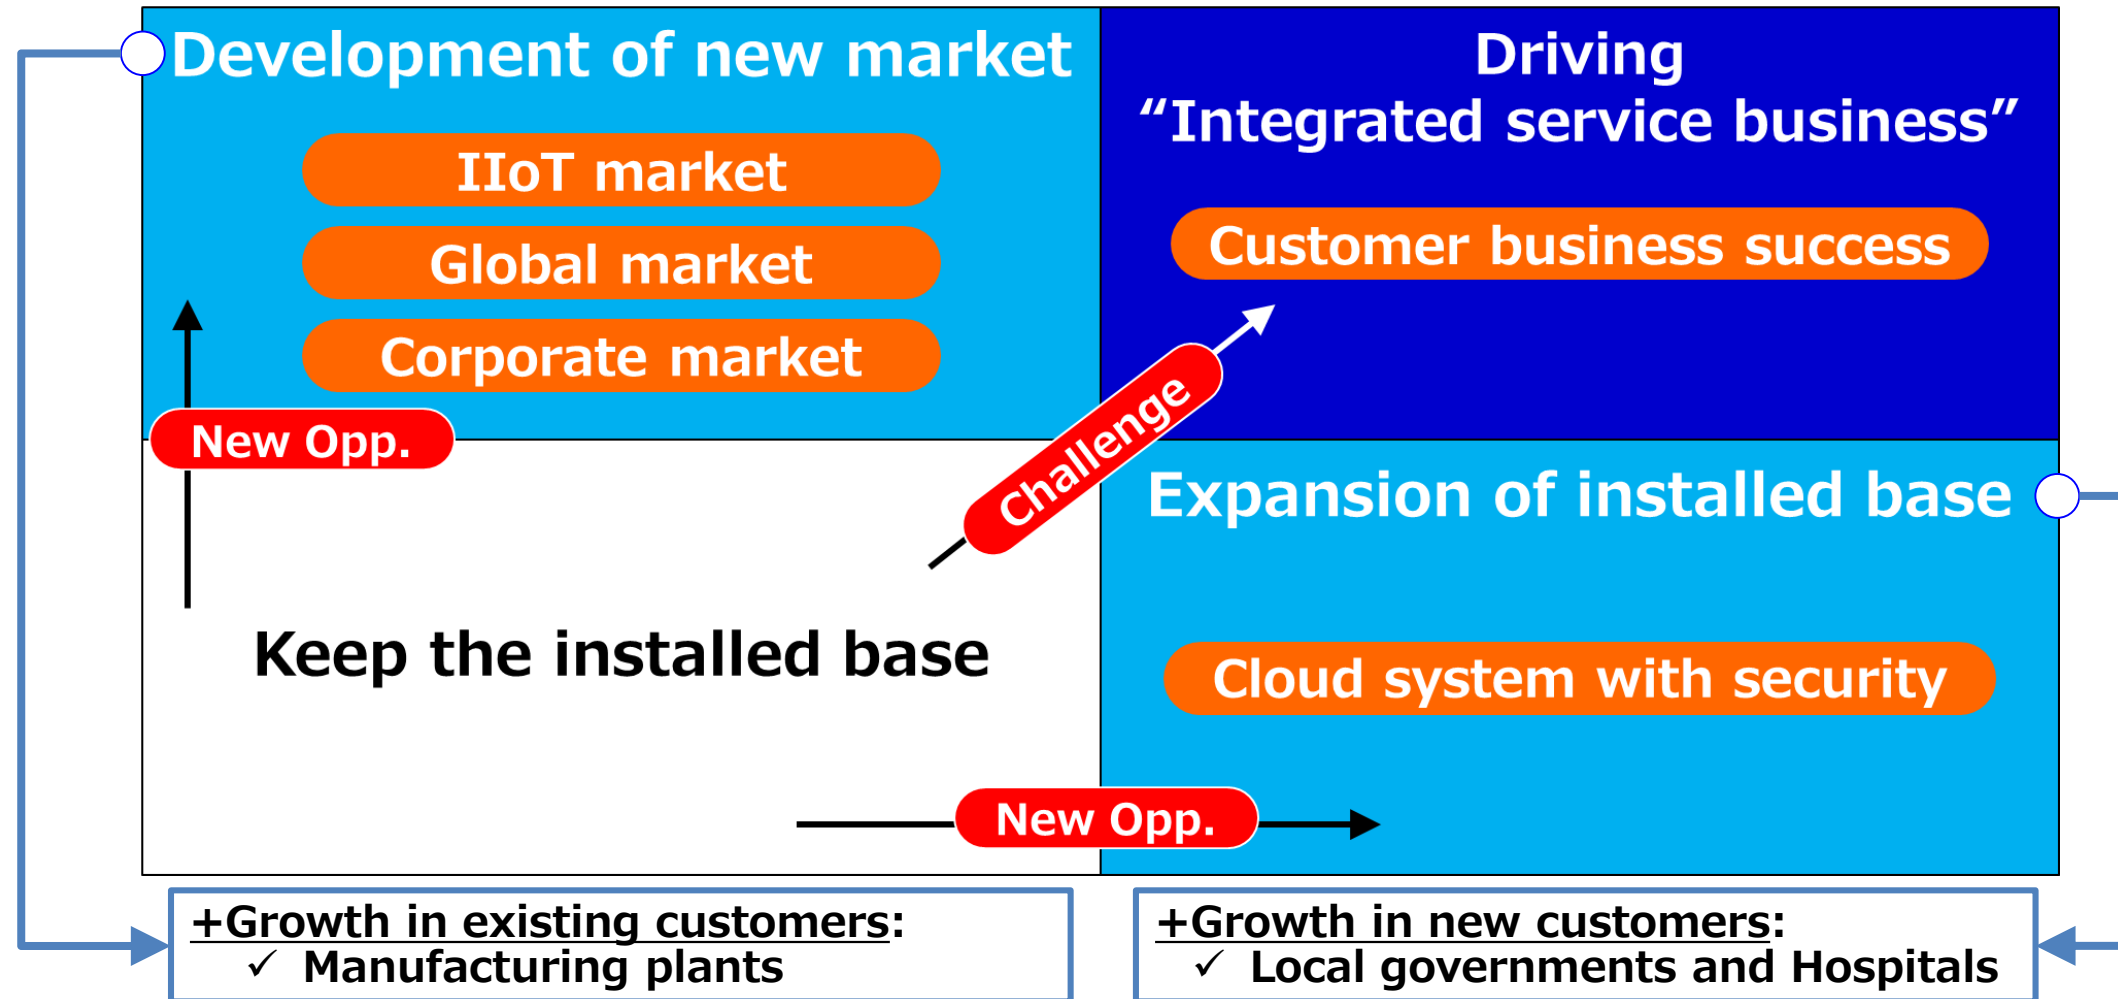 Development of new market
IIoT market
Global market
Corporate market
New Opp.
Driving
“Integrated service business”
Customer business success
Challenge
Keep the installed base
Expansion of installed base
Cloud system with security
New Opp.
+Growth in existing customers:
✓ Manufacturing plants
+Growth in new customers:
✓ Local governments and Hospitals